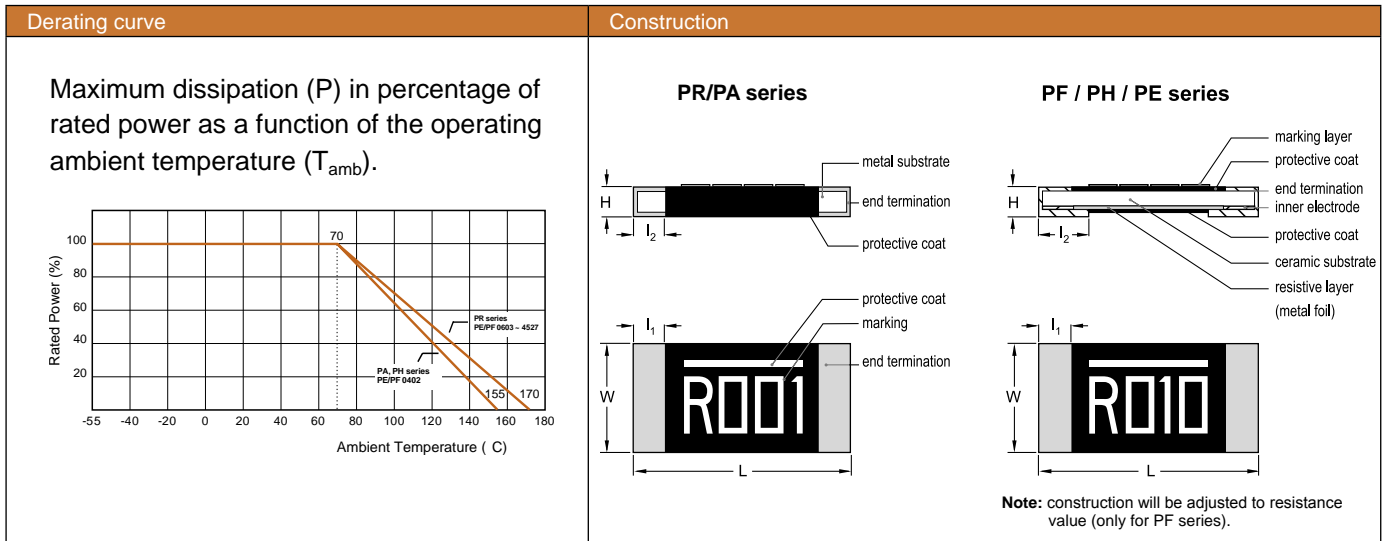 Derating curve
Construction
Maximum dissipation (P) in percentage of
rated power as a function of the operating
ambient temperature (Tamb).
70
100
80
60
40
20
Rated Power (%)
PR series
PE/PF 0603 ~ 4527
PA, PH series
PE/PF 0402
155
170
-55 -40 -20 0 20 40 60 80 100 120 140 160 180
Ambient Temperature ( C)
PR/PA series
H
l2
metal substrate
end termination
protective coat
protective coat
marking
end termination
l1
W
R001
L
PF / PH / PE series
H
l2
marking layer
protective coat
end termination
inner electrode
protective coat
ceramic substrate
resistive layer
(metal foil)
l1
W
R010
L
Note: construction will be adjusted to resistance
value (only for PF series).